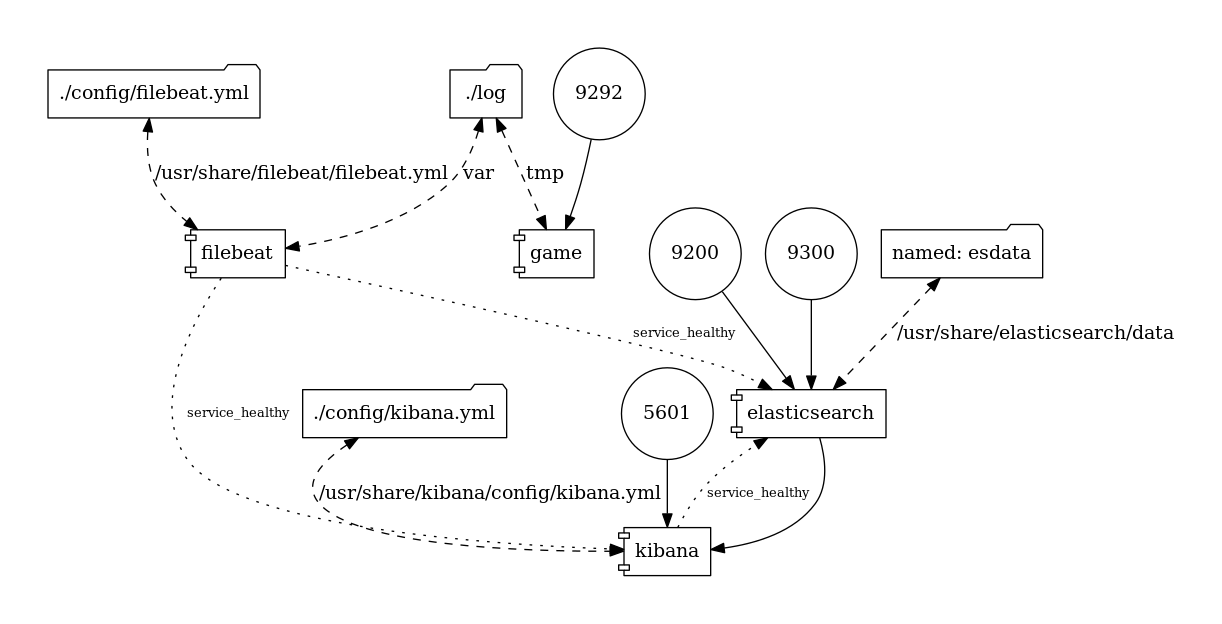 ./config/filebeat.yml
./log
9292
/usr/share/filebeat/filebeat.yml
var
tmp
filebeat
game
9200
9300
named: esdata
service_healthy
/usr/share/elasticsearch/data
service_healthy
./config/kibana.yml
5601
elasticsearch
/usr/share/kibana/config/kibana.yml
service_healthy
kibana